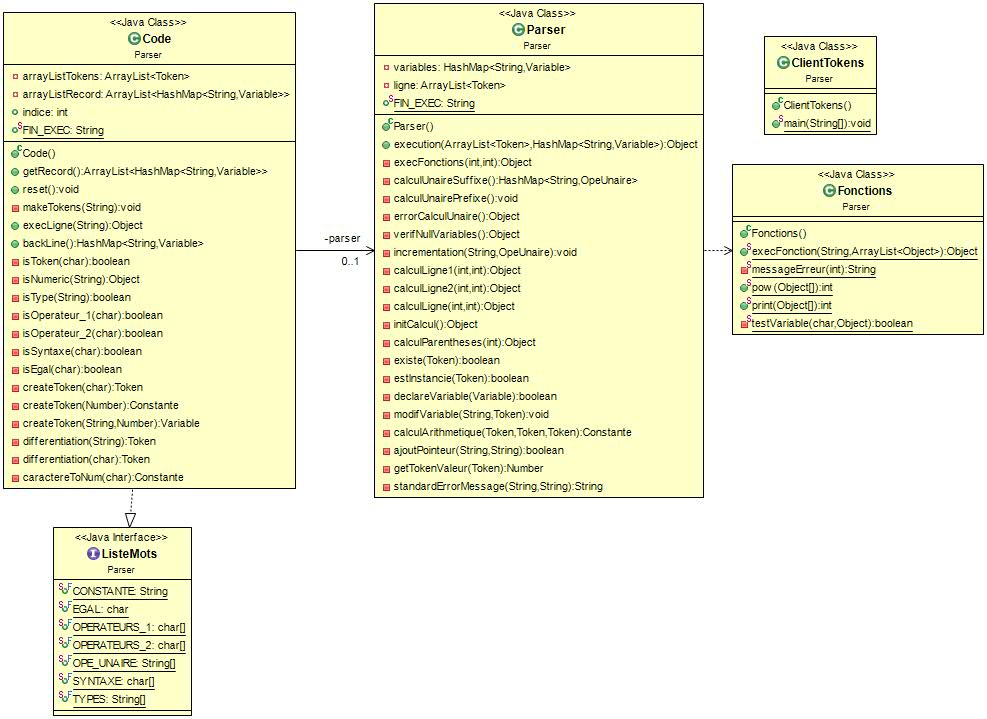 <<Java Class>>
Code
Parser
arrayListTokens: ArrayList<Token>
arrayListRecord: ArrayList<HashMap<String,Variable>>
indice: int
FIN_EXEC: String
Code()
getRecord():ArrayList<HashMap<String,Variable>>
reset():void
makeTokens(String):void
execLigne(String):Object
backLine():HashMap<String,Variable>
isToken(char):boolean
isNumeric(String):Object
isType(String):boolean
isOperateur_1(char):boolean
isOperateur_2(char):boolean
isSyntaxe(char):boolean
isEgal(char):boolean
createToken(char):Token
createToken(Number):Constante
createToken(String,Number):Variable
differentiation(String):Token
differentiation(char):Token
caractereToNum(char):Constante
-parser
0..1
<<Java Class>>
Parser
Parser
variables: HashMap<String,Variable>
ligne: ArrayList<Token>
FIN_EXEC: String
Parser()
execution(ArrayList<Token>,HashMap<String,Variable>):Object
execFonctions(int,int):Object
calculUnaireSuffixe():HashMap<String,OpeUnaire>
calculUnairePrefixe():void
errorCalculUnaire():Object
verifNullVariables():Object
incrementation(String,OpeUnaire):void
calculLigne1(int,int):Object
calculLigne2(int,int):Object
calculLigne(int,int):Object
initCalcul():Object
calculParentheses(int):Object
existe(Token):boolean
estInstancie(Token):boolean
declareVariable(Variable):boolean
modifVariable(String,Token):void
calculArithmetique(Token,Token,Token):Constante
ajoutPointeur(String,String):boolean
getTokenValeur(Token):Number
standardErrorMessage(String,String):String
<<Java Class>>
ClientTokens
Parser
ClientTokens()
main(String[]):void
<<Java Class>>
Fonctions
Parser
Fonctions()
execFonction(String,ArrayList<Object>):Object
messageErreur(int):String
pow (Object[]):int
print(Object[]):int
testVariable(char,Object):boolean
<<Java Interface>>
ListeMots
Parser
CONSTANTE: String
EGAL: char
OPERATEURS_1: char[]
OPERATEURS_2: char[]
OPE_UNAIRE: String[]
SYNTAXE: char[]
TYPES: String[]